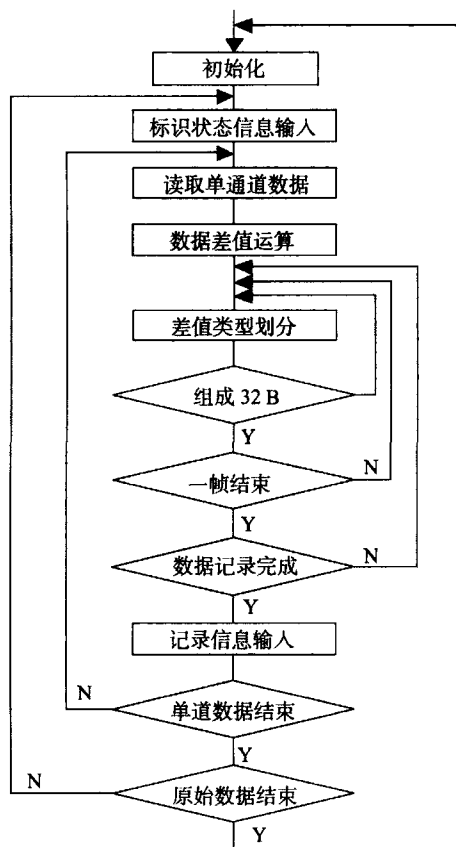 初始化
标识状态信息输入
读取单通道数据
数据差值运算
差值类型划分
组成 32 B
Y
N
一帧结束
Y
N
数据记录完成
Y
记录信息输入
N
单道数据结束
Y
N
原始数据结束
Y